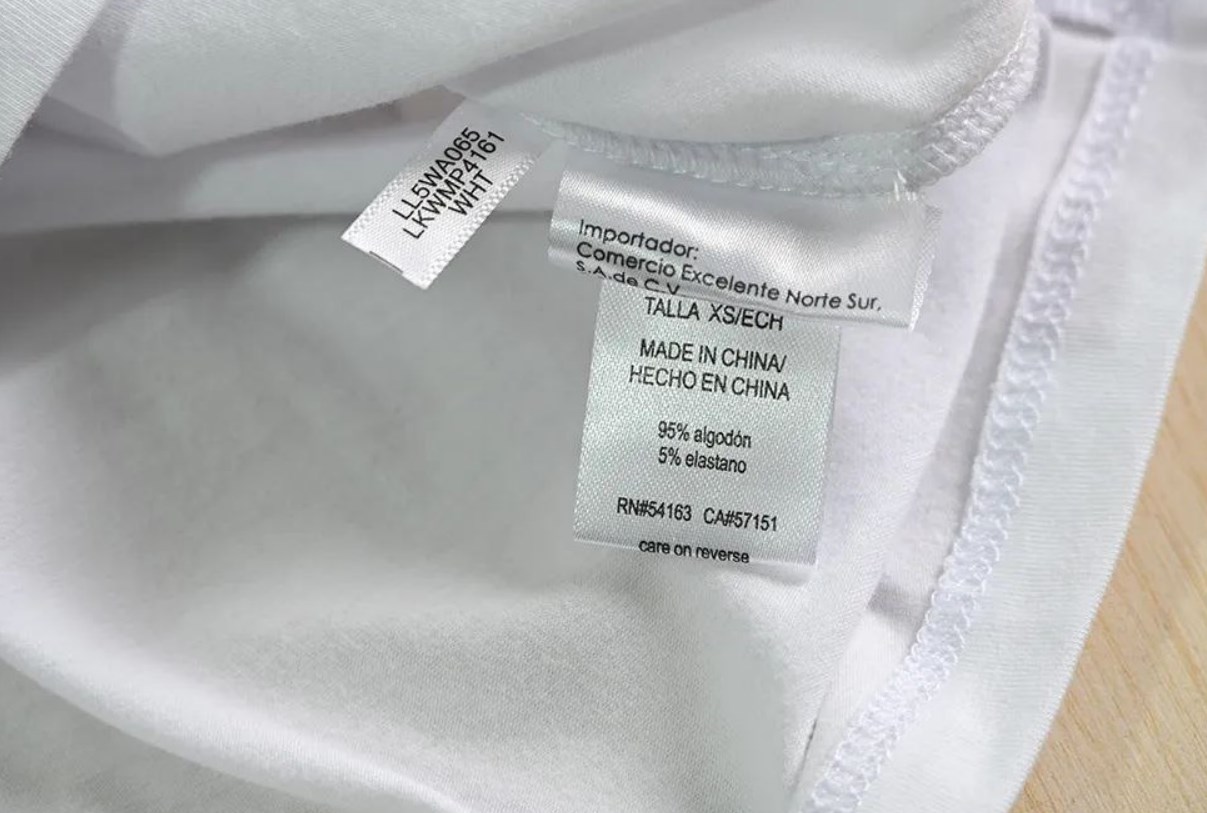 LL5WA065
LKWMP4161
WHT
Importador:
Comercio Excelente Norte Sur,
S.A.de C.V
TALLA XS/ECH
MADE IN CHINA/
HECHO EN CHINA
95% algodón
5% elastano
RN#54163 CA#57151
care on reverse